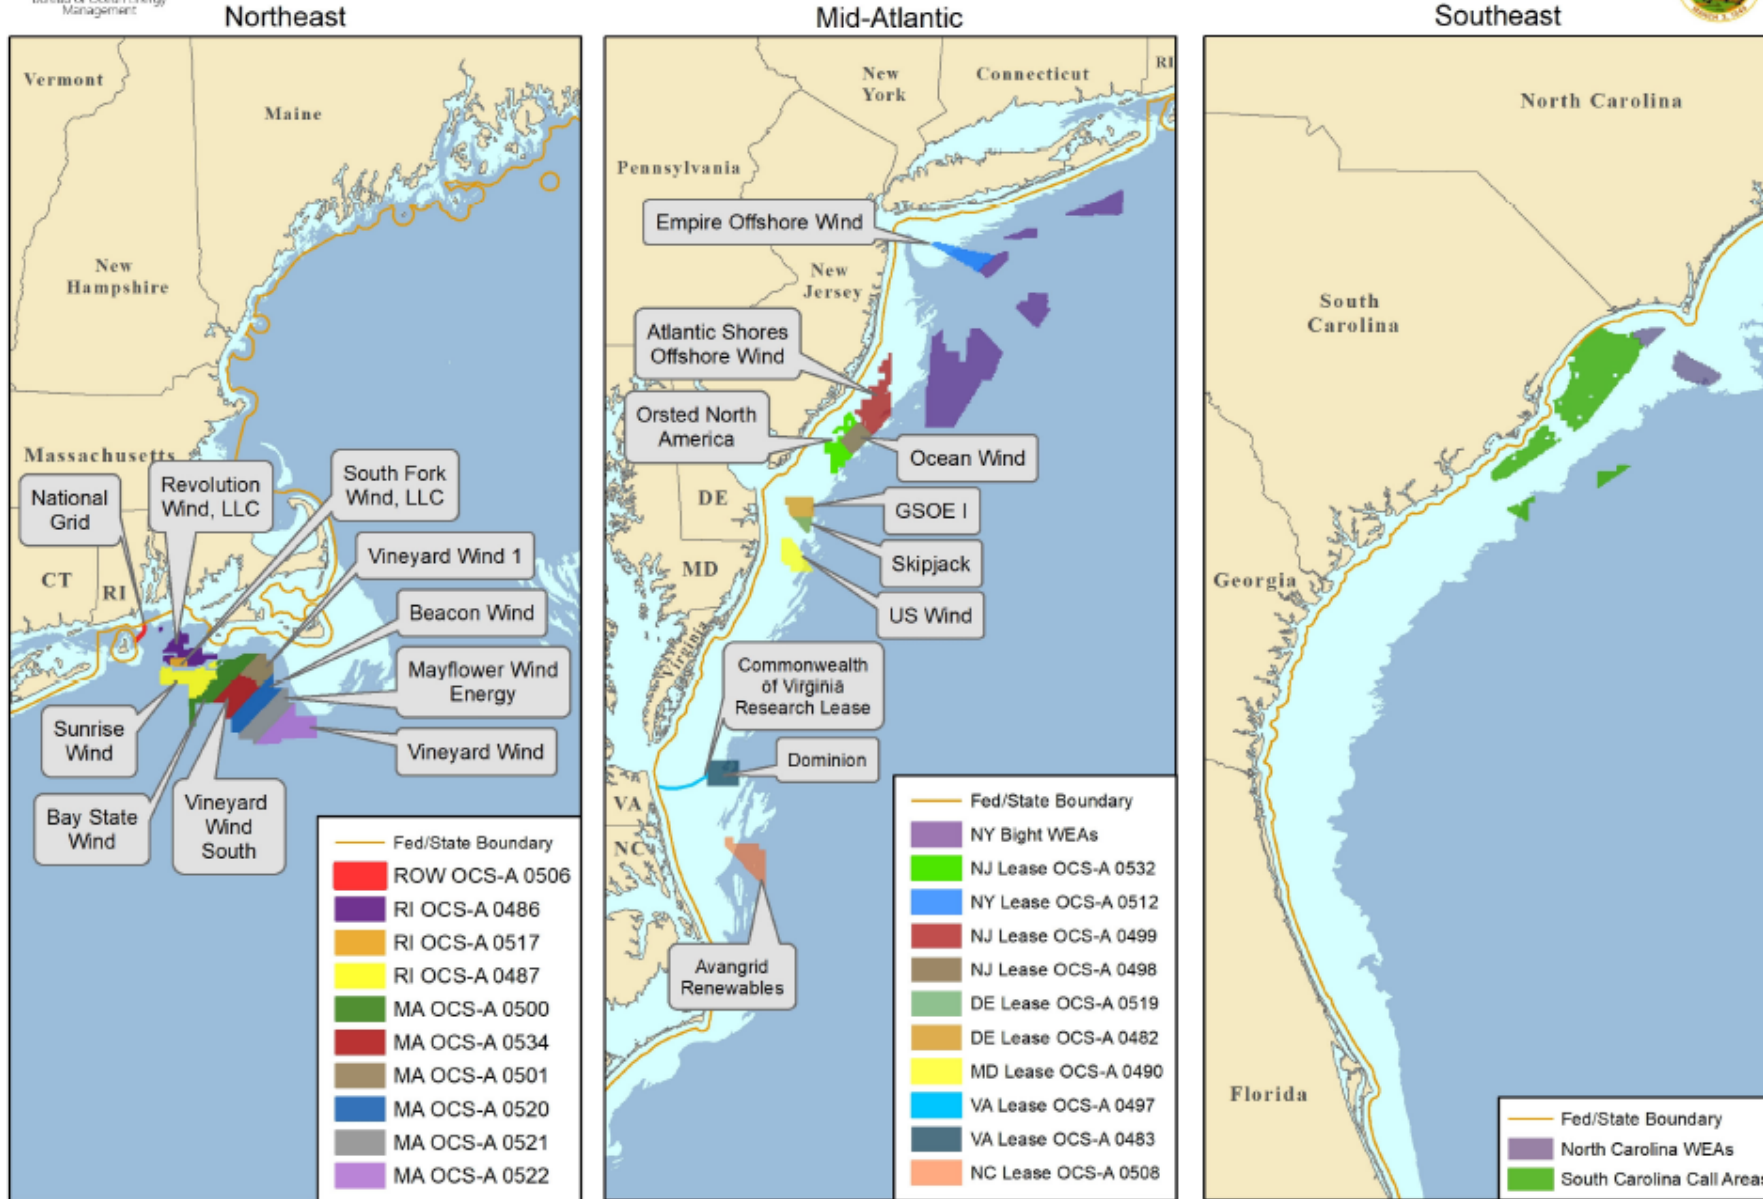 Bureau of Ocean Energy
Management
Northeast
Mid-Atlantic
Southeast
MARCH 3, 1849
Vermont
Maine
New
Hampshire
Massachusetts
CT
RI
National
Grid
Revolution
Wind, LLC
South Fork
Wind, LLC
Vineyard Wind 1
Beacon Wind
Mayflower Wind
Energy
Vineyard Wind
Sunrise
Wind
Bay State
Wind
Vineyard
Wind
South
Fed/State Boundary
ROW OCS-A 0506
RI OCS-A 0486
RI OCS-A 0517
RI OCS-A 0487
MA OCS-A 0500
MA OCS-A 0534
MA OCS-A 0501
MA OCS-A 0520
MA OCS-A 0521
MA OCS-A 0522
New
York
Connecticut
RI
Pennsylvania
Empire Offshore Wind
New
Jersey
Atlantic Shores
Offshore Wind
Orsted North
America
Ocean Wind
DE
GSOE I
Skipjack
MD
US Wind
Virginia
Commonwealth
of Virginia
Research Lease
Dominion
VA
NC
Avangrid
Renewables
Fed/State Boundary
NY Bight WEAs
NJ Lease OCS-A 0532
NY Lease OCS-A 0512
NJ Lease OCS-A 0499
NJ Lease OCS-A 0498
DE Lease OCS-A 0519
DE Lease OCS-A 0482
MD Lease OCS-A 0490
VA Lease OCS-A 0497
VA Lease OCS-A 0483
NC Lease OCS-A 0508
North Carolina
South
Carolina
Georgia
Florida
Fed/State Boundary
North Carolina WEAs
South Carolina Call Areas